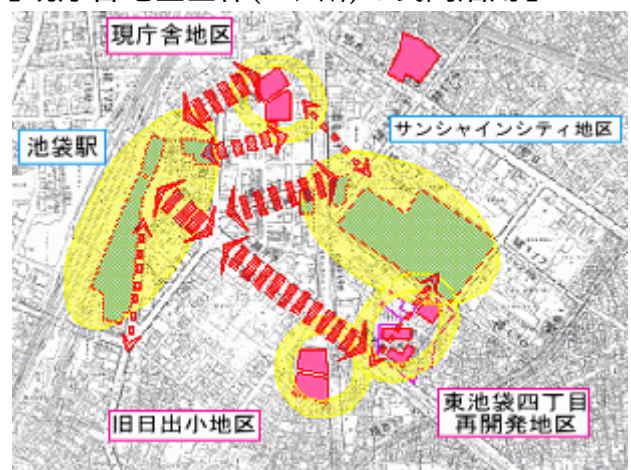 現庁舎地区
サンシャインシティ地区
池袋駅
旧日出小地区
東池袋四丁目
再開発地区